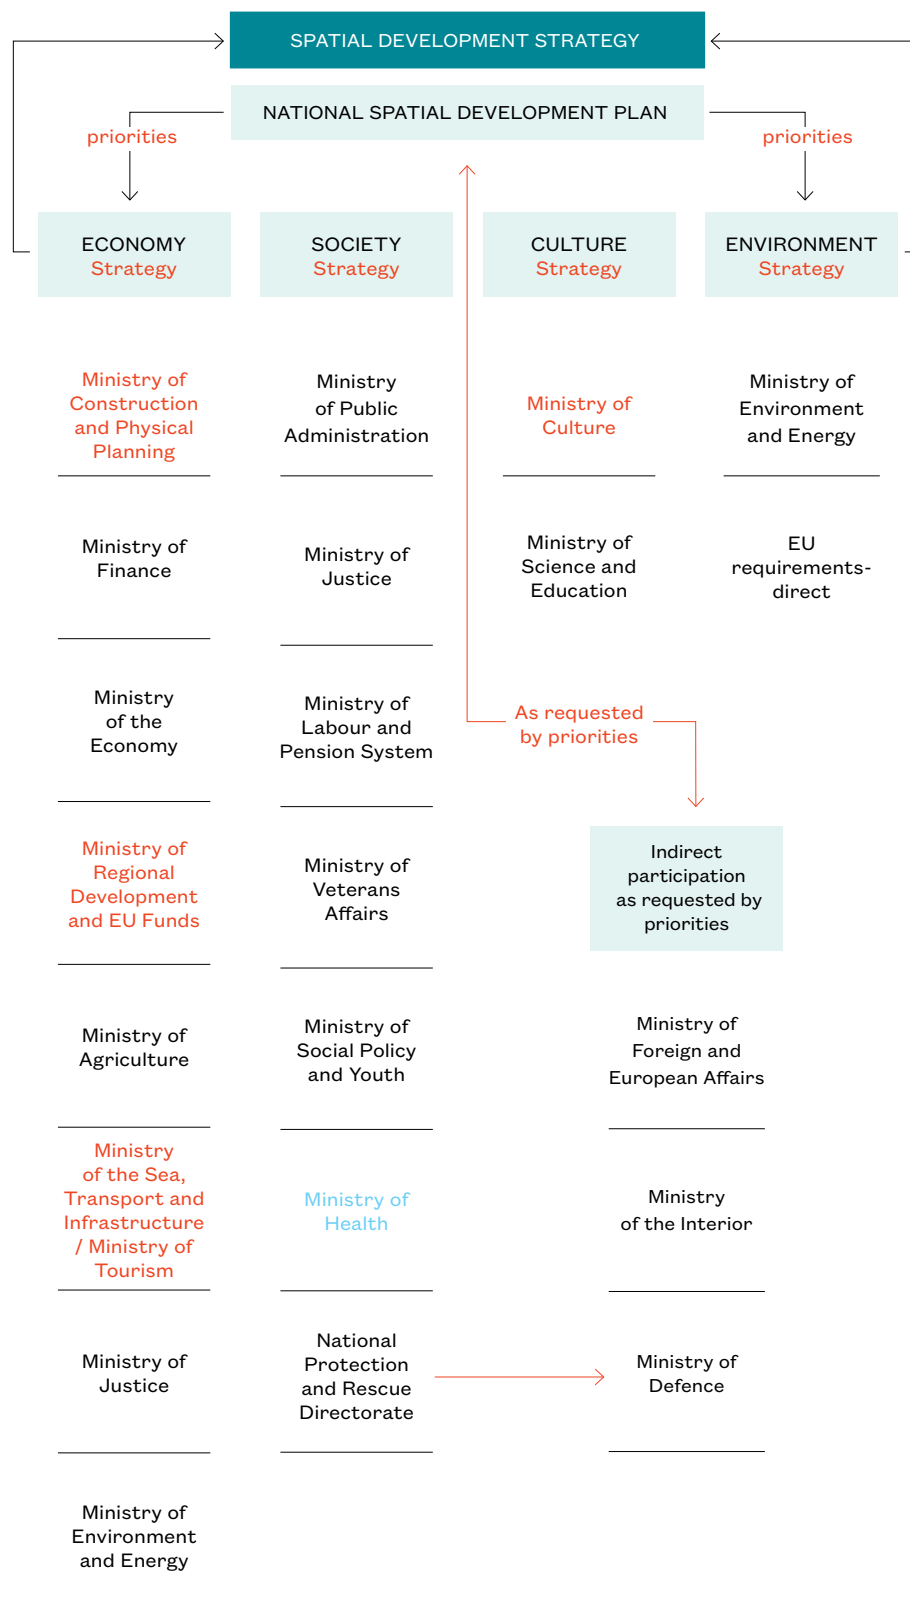 SPATIAL DEVELOPMENT STRATEGY
NATIONAL SPATIAL DEVELOPMENT PLAN
priorities
priorities
ECONOMY
Strategy
SOCIETY
Strategy
CULTURE
Strategy
ENVIRONMENT
Strategy
Ministry of
Construction
and Physical
Planning
Ministry of
Finance
Ministry
of the
Economy
Ministry of
Regional
Development
and EU Funds
Ministry of
Agriculture
Ministry
of the Sea,
Transport and
Infrastructure
/ Ministry of
Tourism
Ministry of
Justice
Ministry of
Environment
and Energy
Ministry
of Public
Administration
Ministry of
Justice
Ministry of
Labour and
Pension System
Ministry of
Veterans
Affairs
Ministry of
Social Policy
and Youth
Ministry of
Health
National
Protection
and Rescue
Directorate
Ministry of
Culture
Ministry of
Science and
Education
Ministry of
Environment
and Energy
EU
requirements-
direct
As requested
by priorities
Indirect
participation
as requested by
priorities
Ministry of
Foreign and
European Affairs
Ministry
of the Interior
Ministry of
Defence